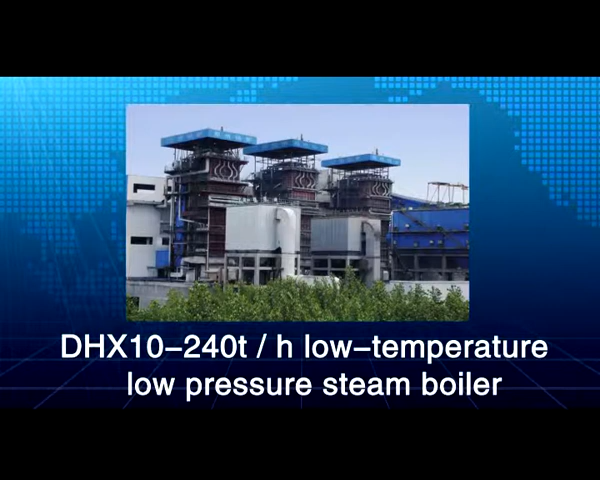 DHX10-240t / h low-temperature
low pressure steam boiler